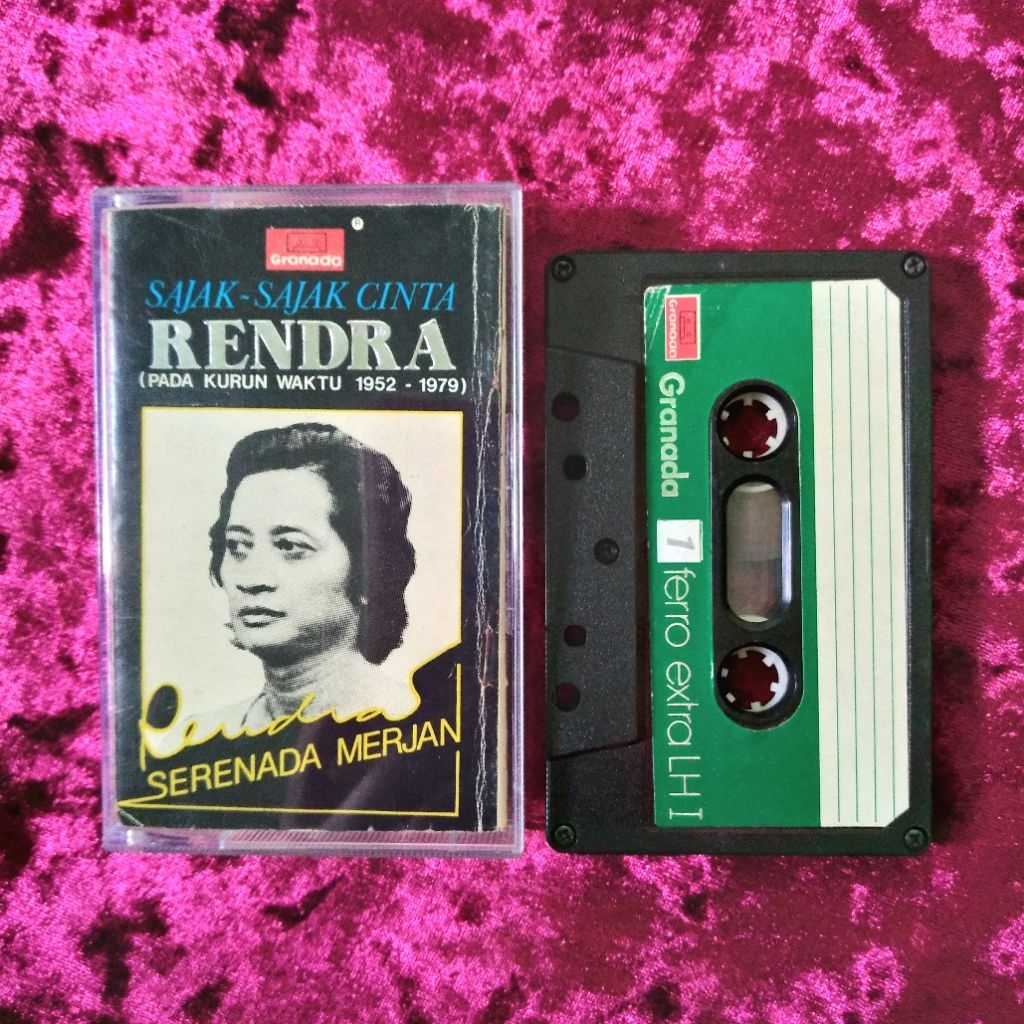 ®
Granada
SAJAK-SAJAK CINTA
RENDRA
(PADA KURUN WAKTU 1952 - 1979)
Rendra
SERENADA MERJAN
Granada
Granada
1 ferro extra LH I